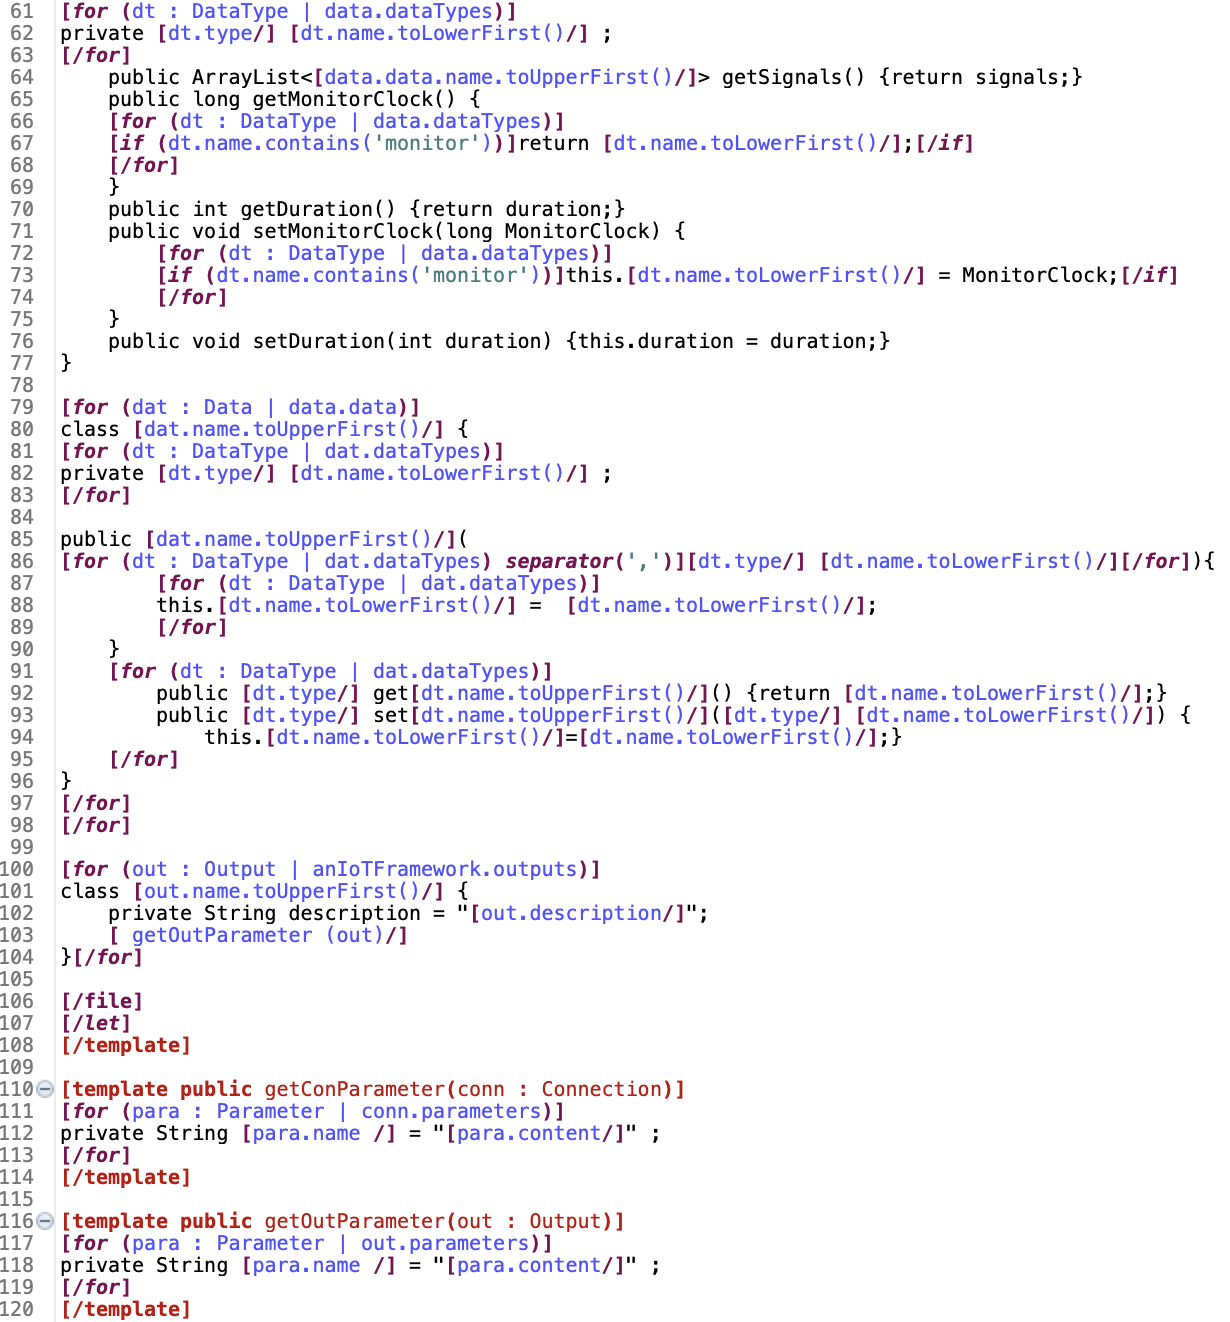 61 [for (dt : DataType | data.dataTypes)]
62 private [dt.type/] [dt.name.toLowerFirst()/] ;
63 [/for]
64     public ArrayList<[data.data.name.toUpperFirst()/]> getSignals() {return signals;}
65     public long getMonitorClock() {
66     [for (dt : DataType | data.dataTypes)]
67     [if (dt.name.contains('monitor'))]return [dt.name.toLowerFirst()/];[/if]
68     [/for]
69     }
70     public int getDuration() {return duration;}
71     public void setMonitorClock(long MonitorClock) {
72         [for (dt : DataType | data.dataTypes)]
73         [if (dt.name.contains('monitor'))]this.[dt.name.toLowerFirst()/] = MonitorClock;[/if]
74         [/for]
75     }
76     public void setDuration(int duration) {this.duration = duration;}
77 }
78
79 [for (dat : Data | data.data)]
80 class [dat.name.toUpperFirst()/] {
81 [for (dt : DataType | dat.dataTypes)]
82 private [dt.type/] [dt.name.toLowerFirst()/] ;
83 [/for]
84
85 public [dat.name.toUpperFirst()/](
86 [for (dt : DataType | dat.dataTypes) separator(',')][dt.type/] [dt.name.toLowerFirst()/][/for]){
87         [for (dt : DataType | dat.dataTypes)]
88         this.[dt.name.toLowerFirst()/] =  [dt.name.toLowerFirst()/];
89         [/for]
90     }
91     [for (dt : DataType | dat.dataTypes)]
92         public [dt.type/] get[dt.name.toUpperFirst()/]() {return [dt.name.toLowerFirst()/];}
93         public [dt.type/] set[dt.name.toUpperFirst()/]([dt.type/] [dt.name.toLowerFirst()/]) {
94             this.[dt.name.toLowerFirst()/]=[dt.name.toLowerFirst()/];}
95     [/for]
96 }
97 [/for]
98 [/for]
99
100 [for (out : Output | anIoTFramework.outputs)]
101 class [out.name.toUpperFirst()/] {
102     private String description = "[out.description/]";
103     [ getOutParameter (out)/]
104 }[/for]
105
106 [/file]
107 [/let]
108 [/template]
109
110 [template public getConParameter(conn : Connection)]
111 [for (para : Parameter | conn.parameters)]
112 private String [para.name /] = "[para.content/]" ;
113 [/for]
114 [/template]
115
116 [template public getOutParameter(out : Output)]
117 [for (para : Parameter | out.parameters)]
118 private String [para.name /] = "[para.content/]" ;
119 [/for]
120 [/template]